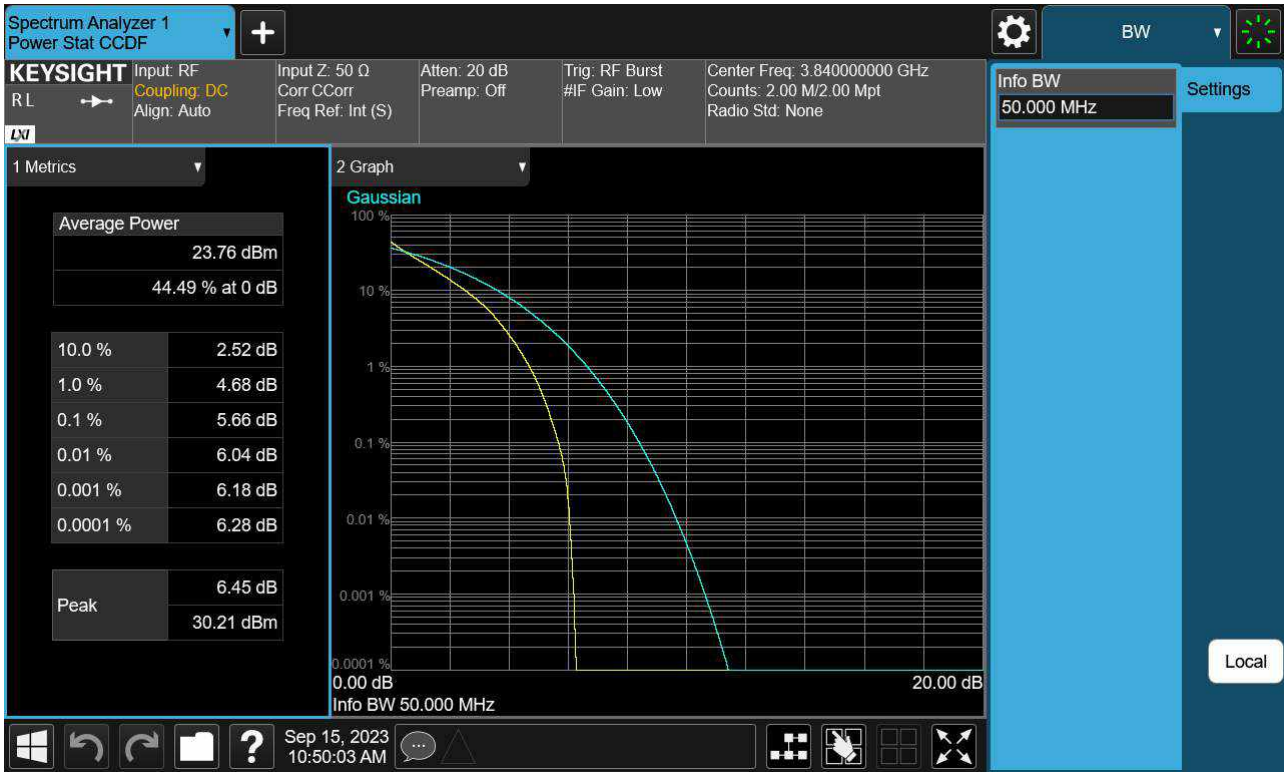 Spectrum Analyzer 1
Power Stat CCDF
+
BW
KEYSIGHT
RL
LXI
Input: RF
Coupling: DC
Align: Auto
Input Z: 50 Ω
Corr CCorr
Freq Ref: Int (S)
Atten: 20 dB
Preamp: Off
Trig: RF Burst
#IF Gain: Low
Center Freq: 3.840000000 GHz
Counts: 2.00 M/2.00 Mpt
Radio Std: None
Info BW
50.000 MHz
Settings
1 Metrics
Average Power
23.76 dBm
44.49 % at 0 dB
10.0 % 2.52 dB
1.0 % 4.68 dB
0.1 % 5.66 dB
0.01 % 6.04 dB
0.001 % 6.18 dB
0.0001 % 6.28 dB
Peak
6.45 dB
30.21 dBm
2 Graph
Gaussian
100 %
10 %
1 %
0.1 %
0.01 %
0.001 %
0.0001 %
0.00 dB 20.00 dB
Info BW 50.000 MHz
Local
?
Sep 15, 2023
10:50:03 AM